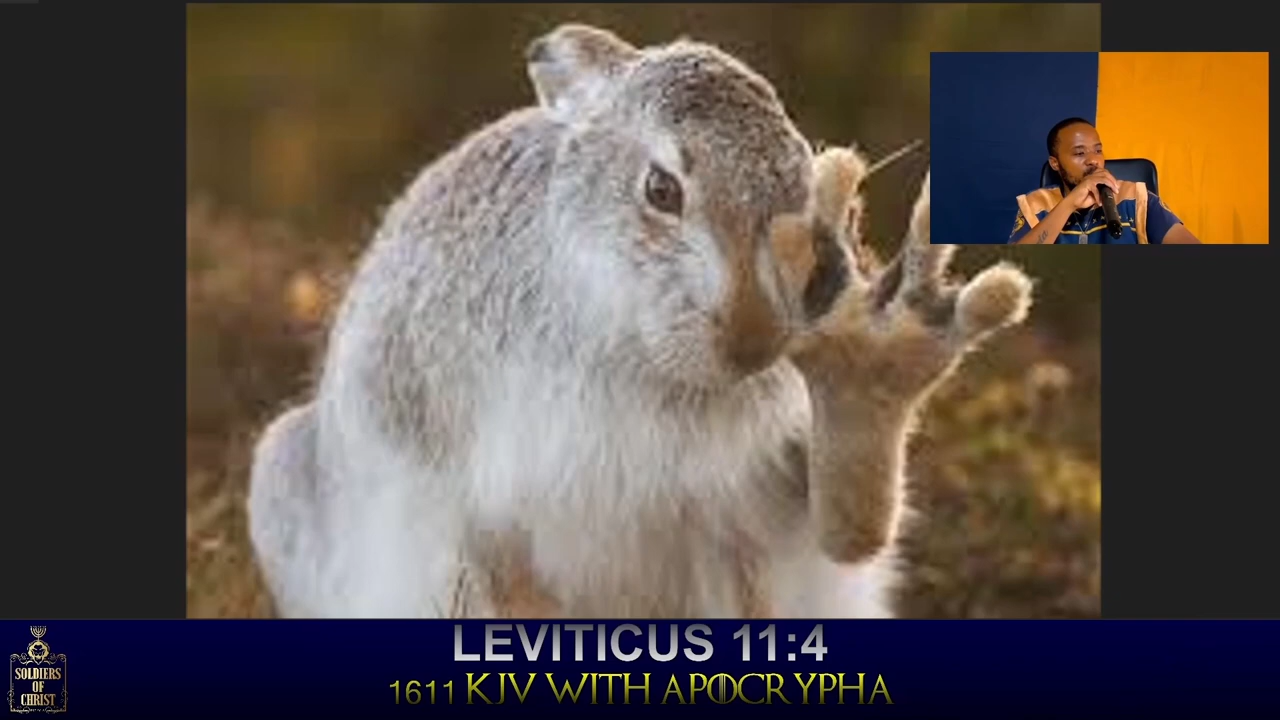 LEVITICUS 11:4
1611 KJV WITH APOCRYPHA
SOLDIERS
OF
CHRIST